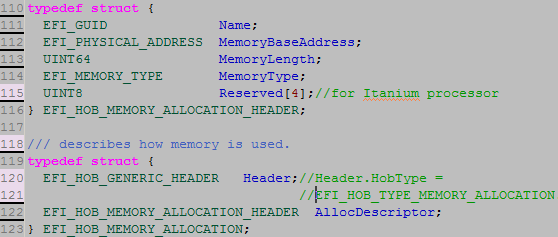 110 typedef struct {
111   EFI_GUID             Name;
112   EFI_PHYSICAL_ADDRESS MemoryBaseAddress;
113   UINT64               MemoryLength;
114   EFI_MEMORY_TYPE      MemoryType;
115   UINT8                Reserved[4];//for Itanium processor
116 } EFI_HOB_MEMORY_ALLOCATION_HEADER;
117
118 /// describes how memory is used.
119 typedef struct {
120   EFI_HOB_GENERIC_HEADER   Header;//Header.HobType =
121                                   //EFI_HOB_TYPE_MEMORY_ALLOCATION
122   EFI_HOB_MEMORY_ALLOCATION_HEADER  AllocDescriptor;
123 } EFI_HOB_MEMORY_ALLOCATION;